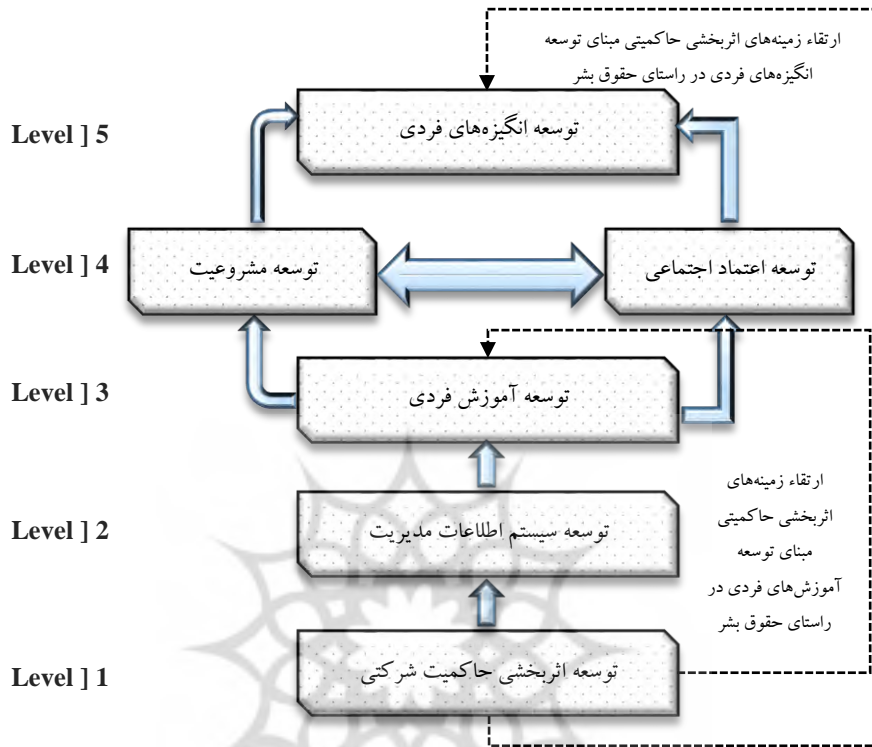 ارتقاء زمینه‌های اثربخشی حاکمیتی مبنای توسعه
انگیزه‌های فردی در راستای حقوق بشر
Level ] 5
توسعه انگیزه‌های فردی
Level ] 4
توسعه اعتماد اجتماعی
توسعه مشروعیت
Level ] 3
توسعه آموزش فردی
ارتقاء زمینه‌های
اثربخشی حاکمیتی
مبنای توسعه
آموزش‌های فردی در
راستای حقوق بشر
Level ] 2
توسعه سیستم اطلاعات مدیریت
Level ] 1
توسعه اثربخشی حاکمیت شرکتی